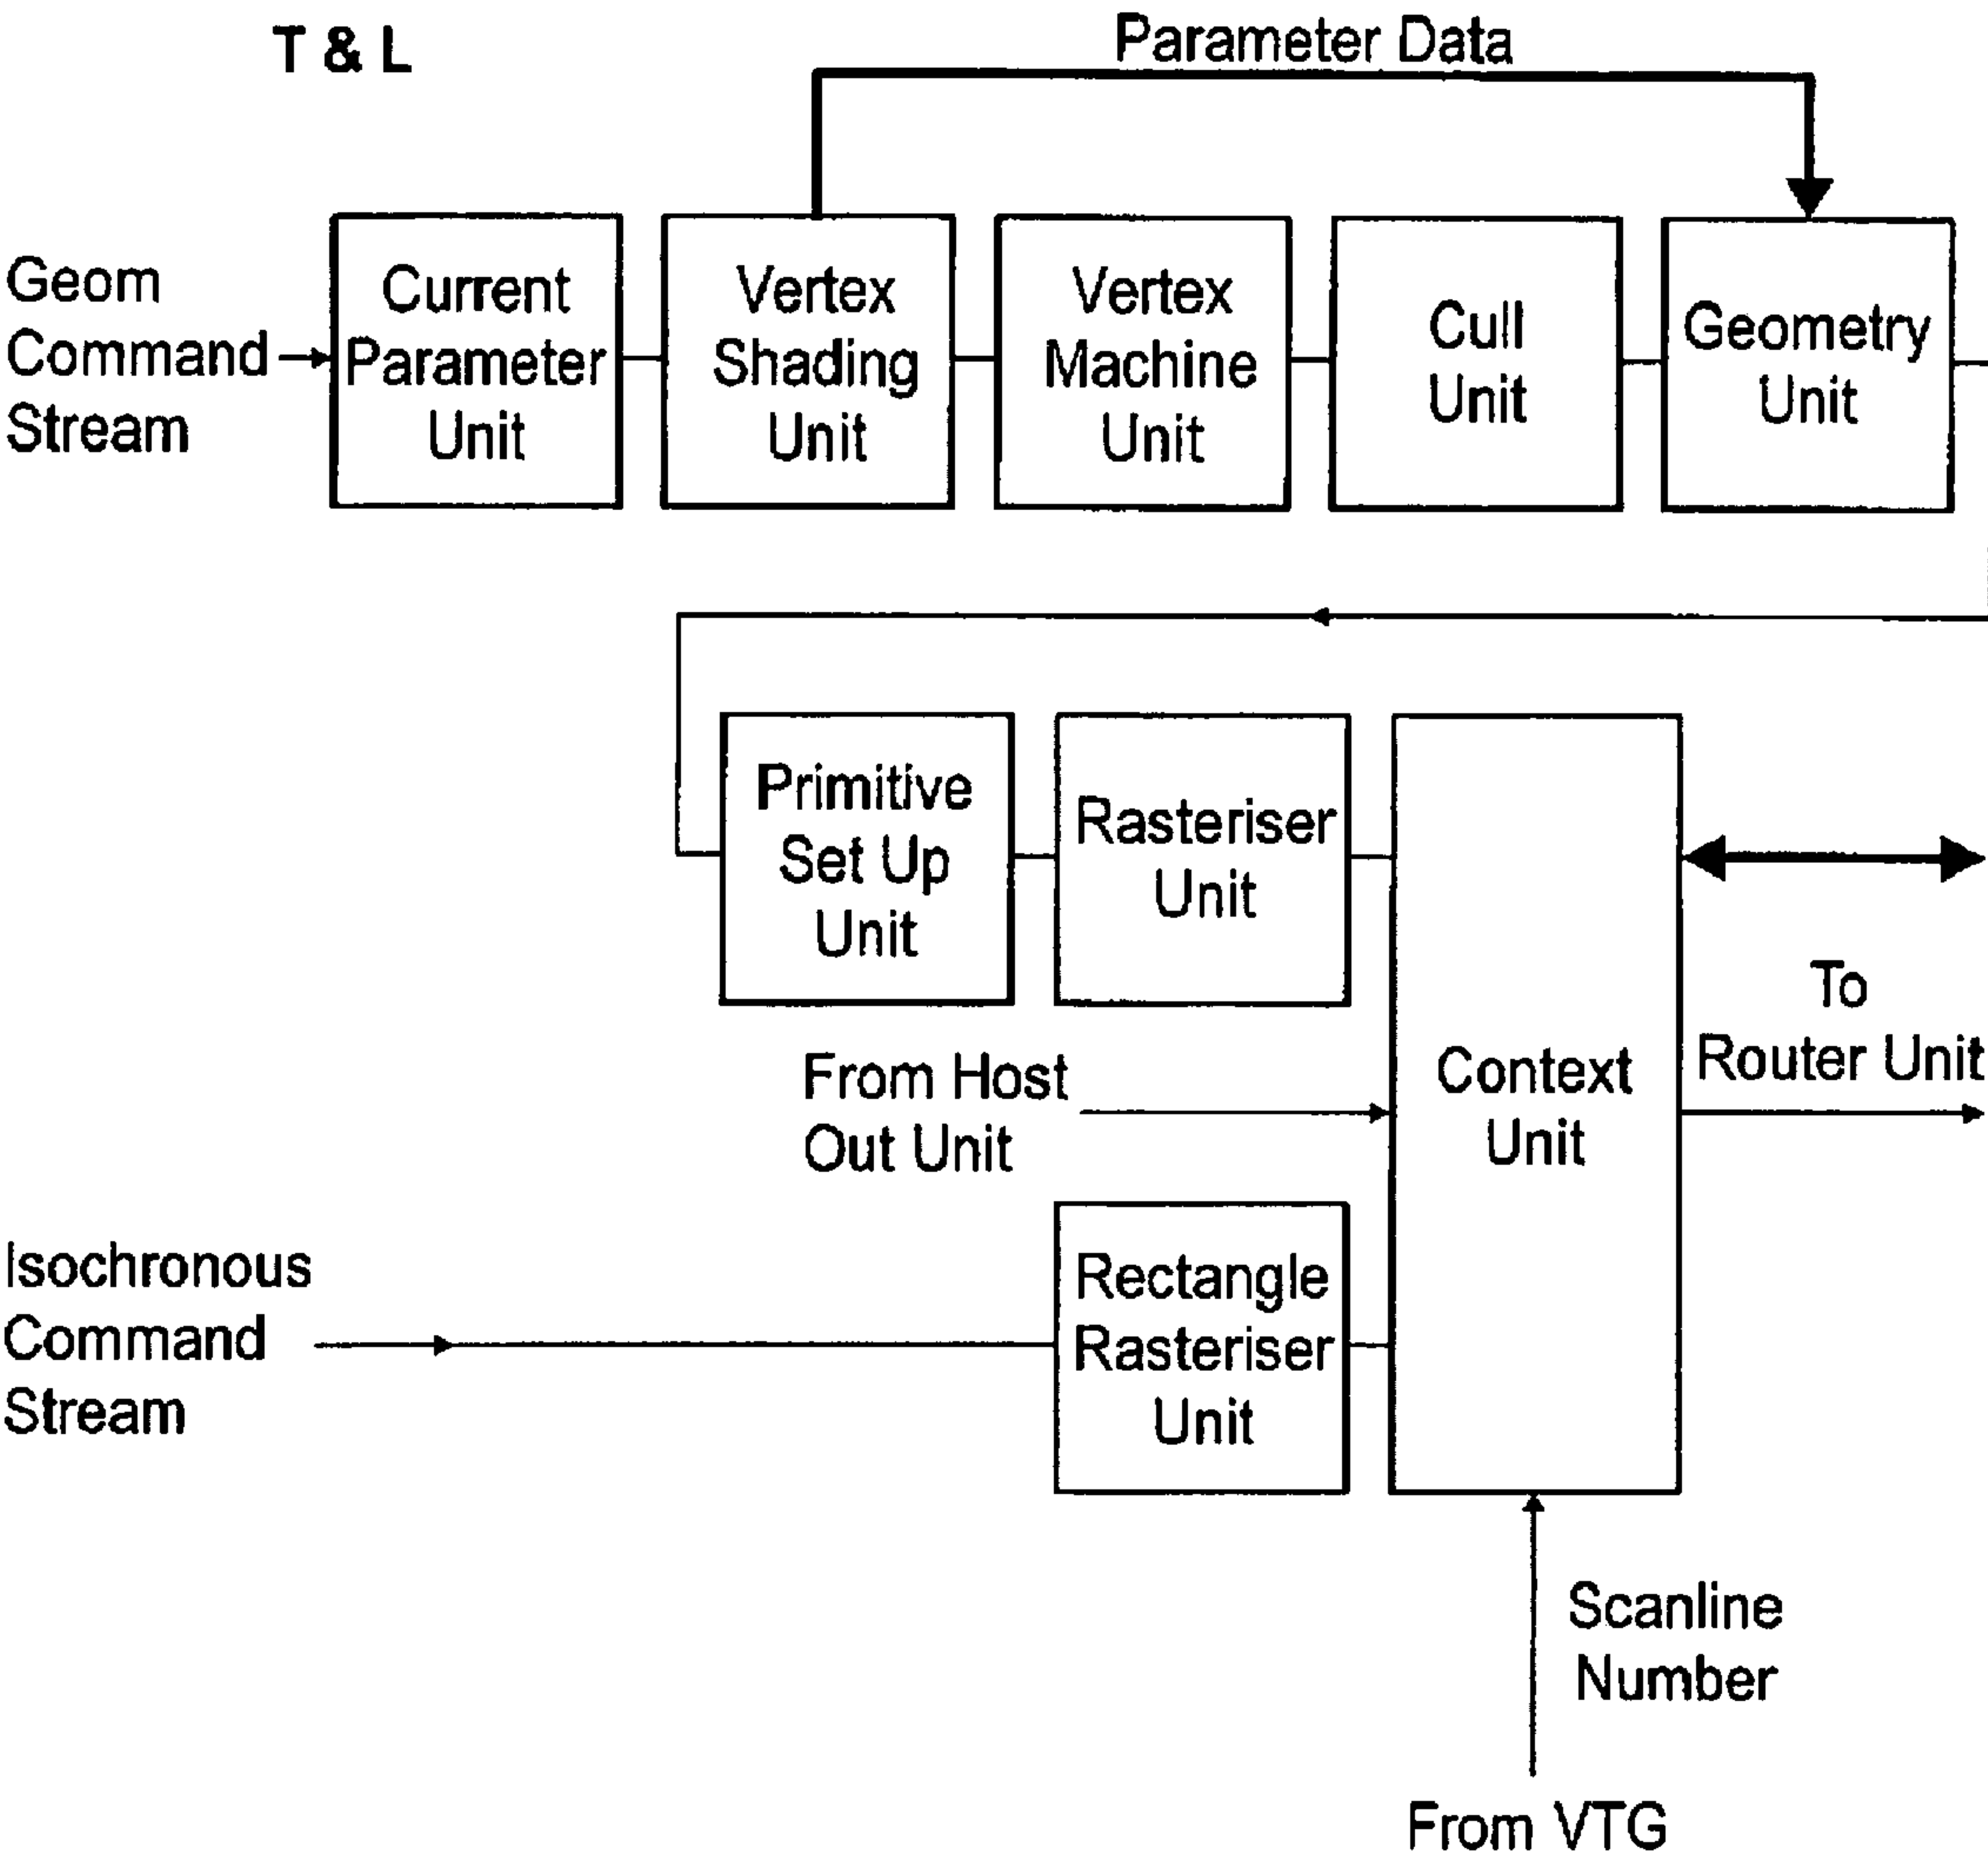 T & L
Parameter Data
Geom
Command
Stream
Current
Parameter
Unit
Vertex
Shading
Unit
Vertex
Machine
Unit
Cull
Unit
Geometry
Unit
Primitive
Set Up
Unit
Rasteriser
Unit
From Host
Out Unit
Context
Unit
To
Router Unit
Isochronous
Command
Stream
Rectangle
Rasteriser
Unit
Scanline
Number
From VTG